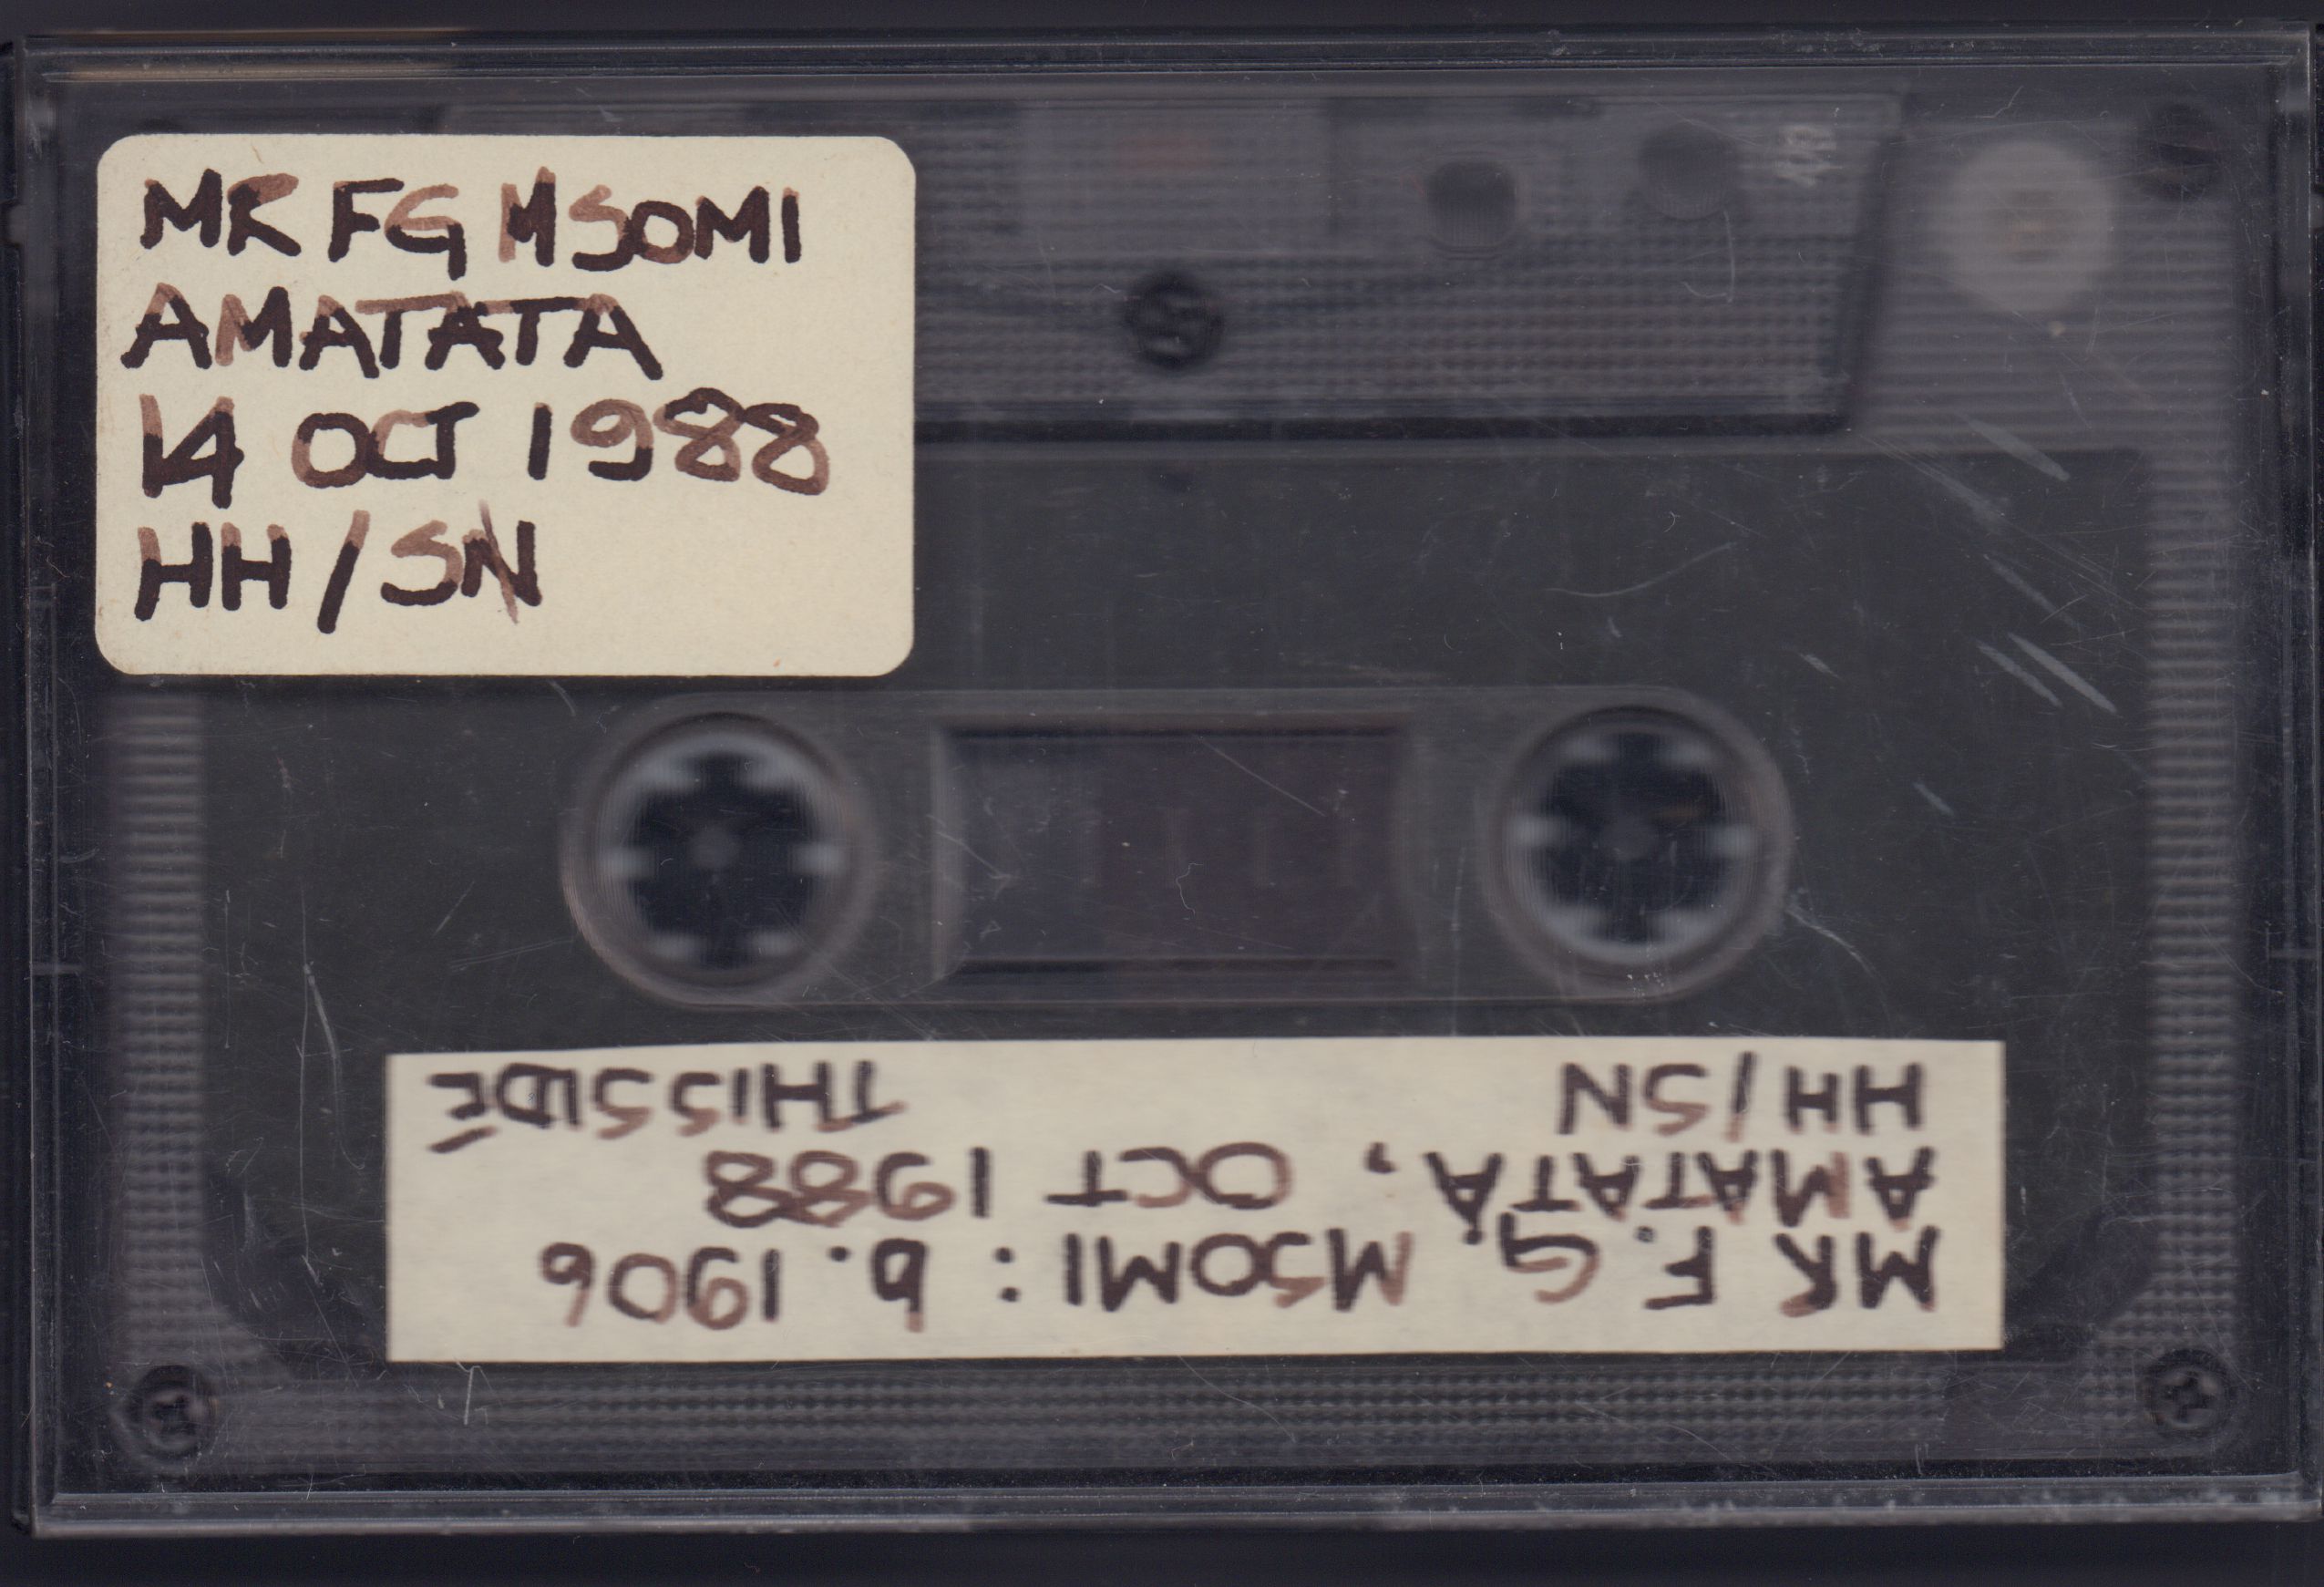 MR FG MSOMI
AMATATA
14 OCT 1988
HH / SN
MR F. G. MSOMI : b. 1906
AMATATA, OCT 1988
HH / SN THIS SIDE